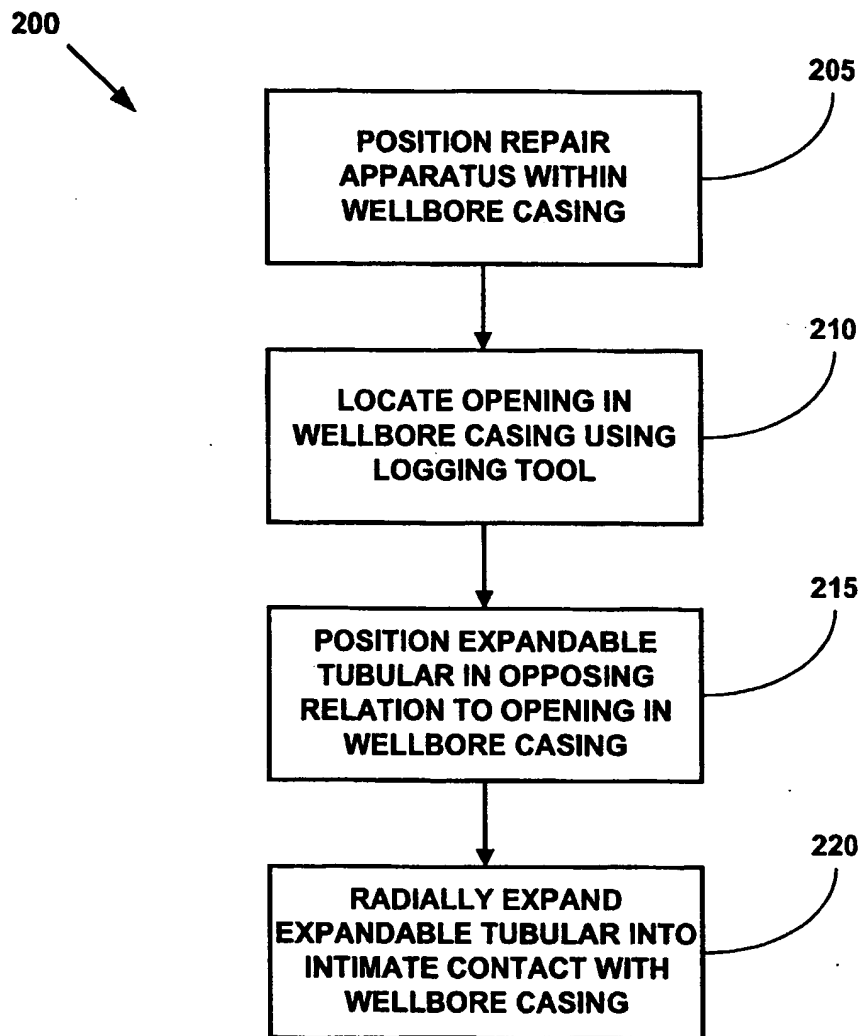 200
205
POSITION REPAIR
APPARATUS WITHIN
WELLBORE CASING
210
LOCATE OPENING IN
WELLBORE CASING USING
LOGGING TOOL
215
POSITION EXPANDABLE
TUBULAR IN OPPOSING
RELATION TO OPENING IN
WELLBORE CASING
220
RADIALLY EXPAND
EXPANDABLE TUBULAR INTO
INTIMATE CONTACT WITH
WELLBORE CASING